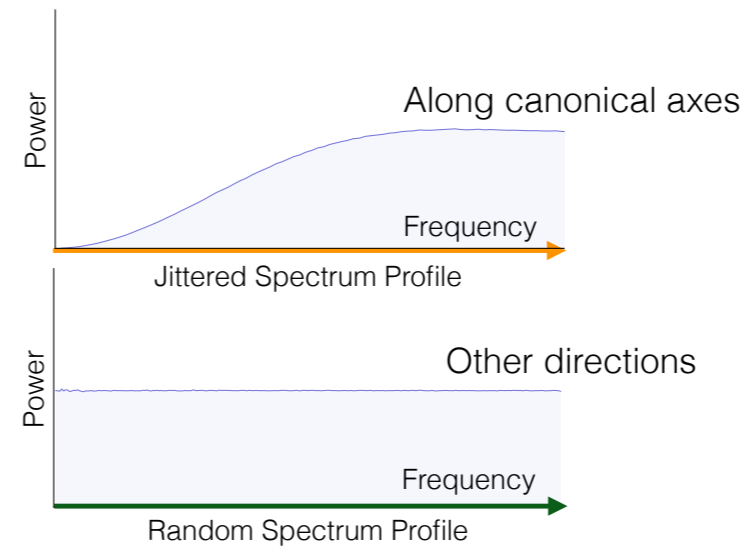 Along canonical axes
Power
Frequency
Jittered Spectrum Profile
Other directions
Power
Frequency
Random Spectrum Profile